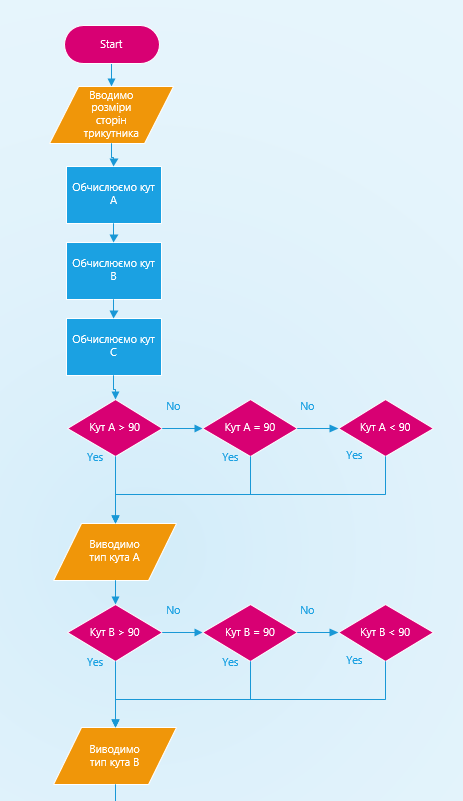 Start
Вводимо
розміри
сторін
трикутника
Обчислюємо кут
A
Обчислюємо кут
B
Обчислюємо кут
C
No
No
Кут A > 90
Кут A = 90
Кут A < 90
Yes
Yes
Yes
Виводимо
тип кута A
No
No
Кут B > 90
Кут B = 90
Кут B < 90
Yes
Yes
Yes
Виводимо
тип кута B